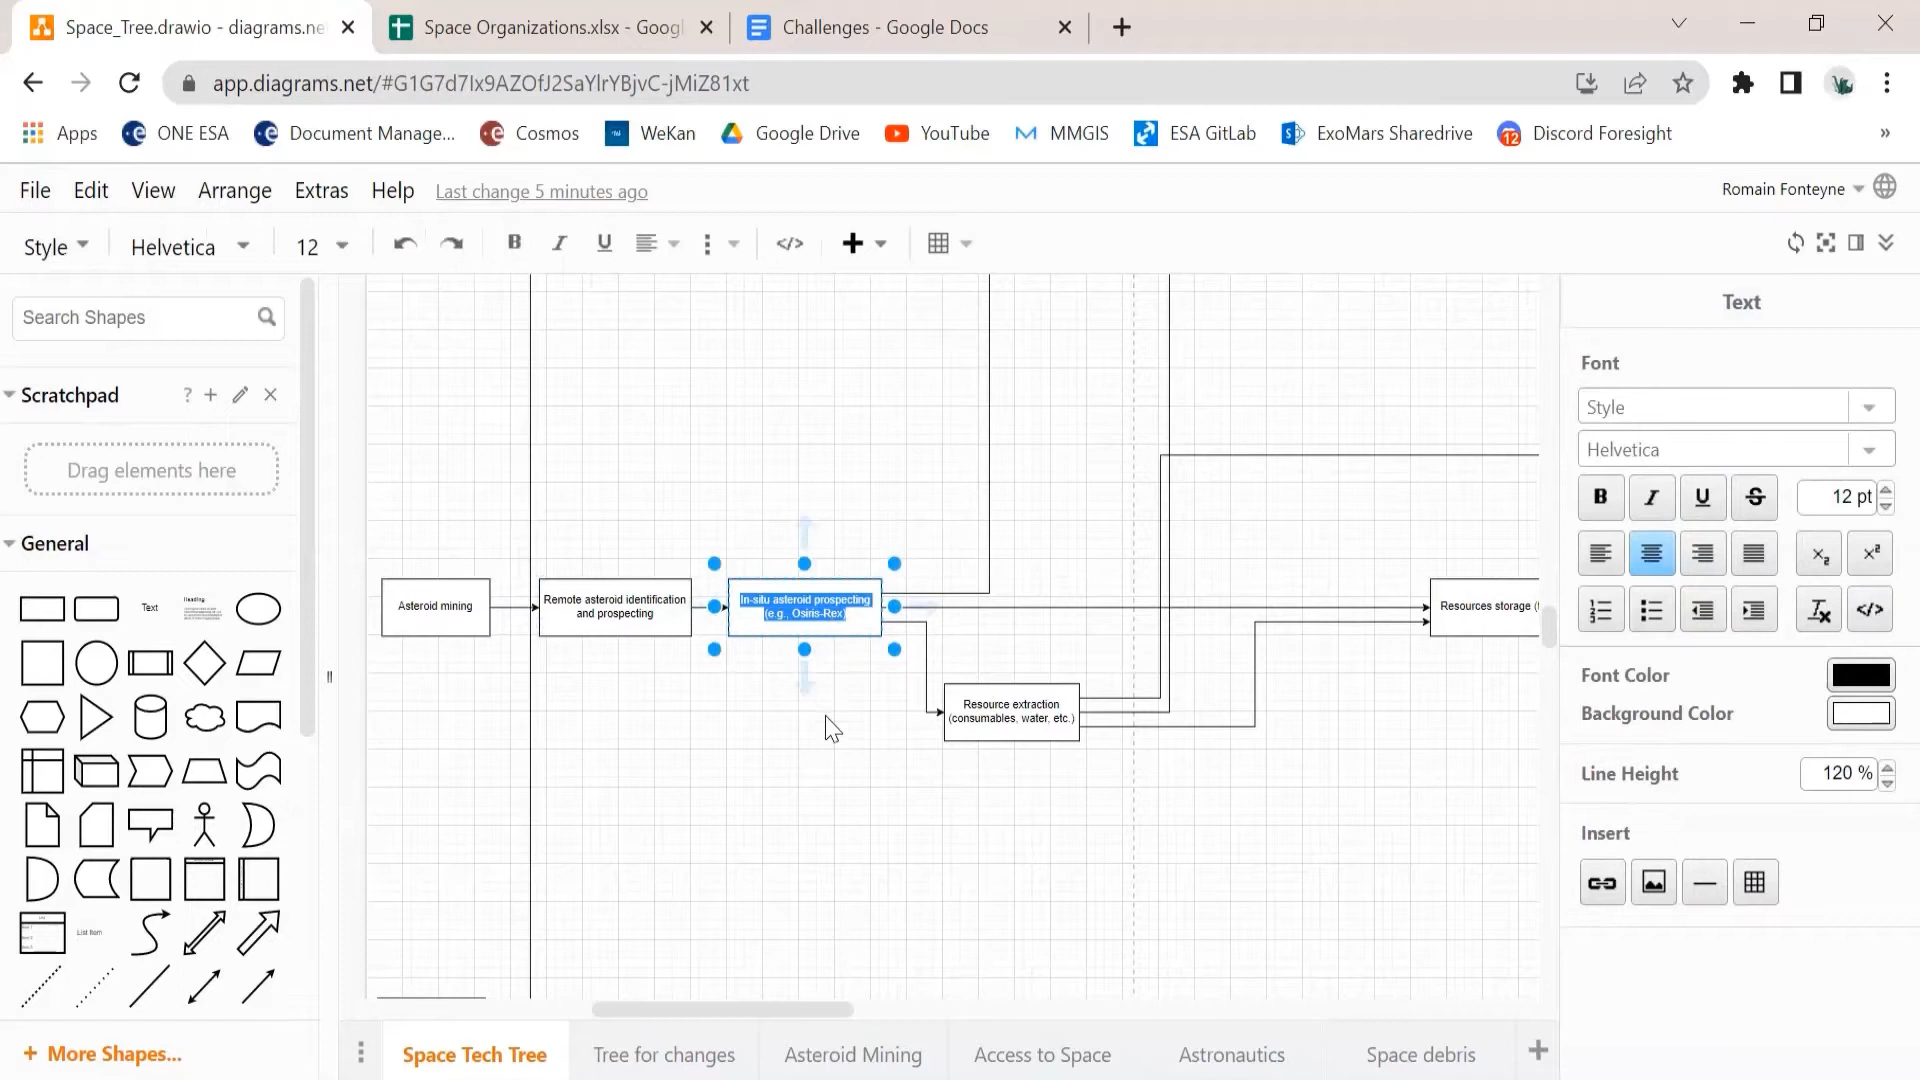 Space_Tree.drawio - diagrams.ne
Space Organizations.xlsx - Googl
Challenges - Google Docs
app.diagrams.net/#G1G7d7Ix9AZOfJ2SaYlrYBjvC-jMiZ81xt
Apps
ONE ESA
Document Manage...
Cosmos
WeKan
Google Drive
YouTube
MMGIS
ESA GitLab
ExoMars Sharedrive
12
Discord Foresight
»
File
Edit
View
Arrange
Extras
Help
Last change 5 minutes ago
Romain Fonteyne
Style
Helvetica
12
B
I
U
</>
Search Shapes
Scratchpad
?
Drag elements here
General
Text
Heading
List Item
+ More Shapes...
Asteroid mining
Remote asteroid identification
and prospecting
In-situ asteroid prospecting
(e.g., Osiris-Rex)
Resource extraction
(consumables, water, etc.)
Resources storage (
Space Tech Tree
Tree for changes
Asteroid Mining
Access to Space
Astronautics
Space debris
Text
Font
Style
Helvetica
B
I
U
S
12 pt
Font Color
Background Color
Line Height
120 %
Insert